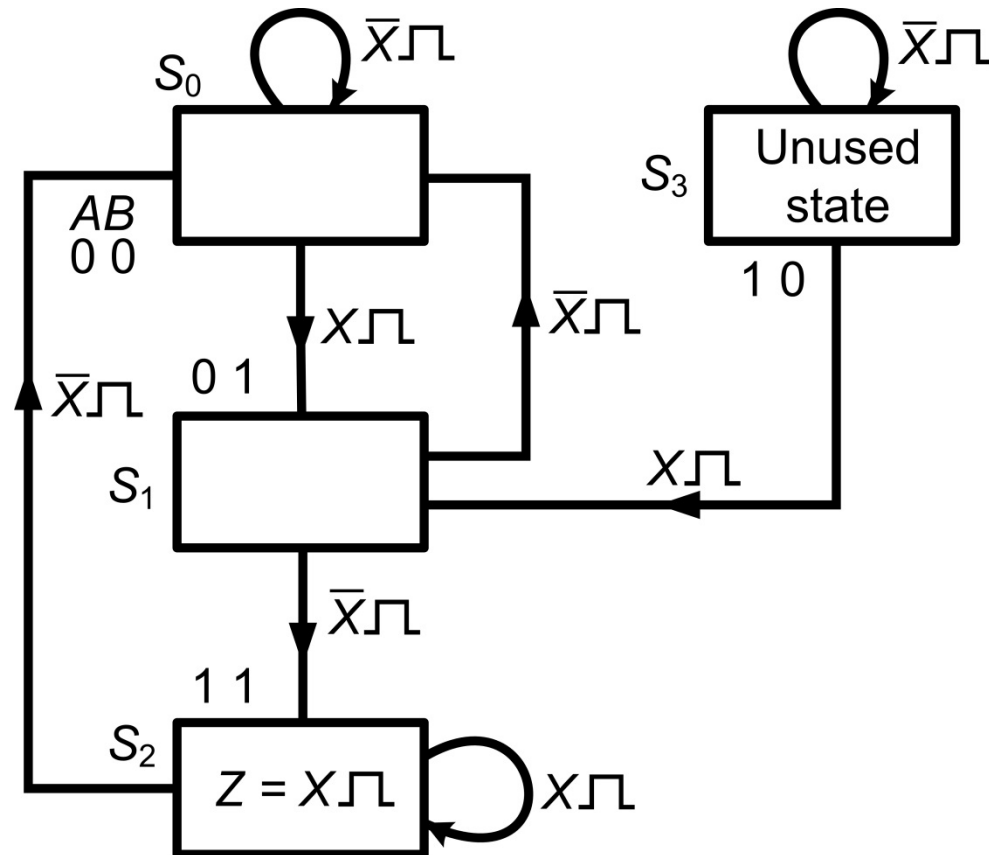 X̅⎍
S₀
X̅⎍
Unused
state
S₃
AB
0 0
1 0
X⎍
X̅⎍
0 1
X̅⎍
X⎍
S₁
X̅⎍
1 1
S₂
Z = X⎍
X⎍